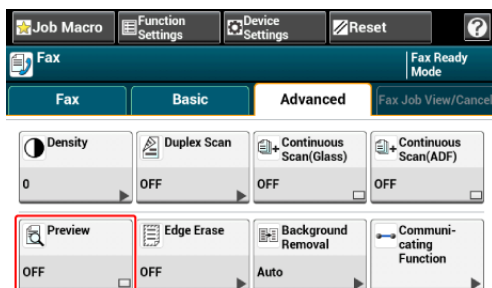 Job Macro
Function
Settings
Device
Settings
Reset
?
Fax
Fax Ready
Mode
Fax
Basic
Advanced
Fax Job View/Cancel
Density
0
Duplex Scan
OFF
Continuous
Scan(Glass)
OFF
Continuous
Scan(ADF)
OFF
Preview
OFF
Edge Erase
OFF
Background
Removal
Auto
Communi-
cating
Function